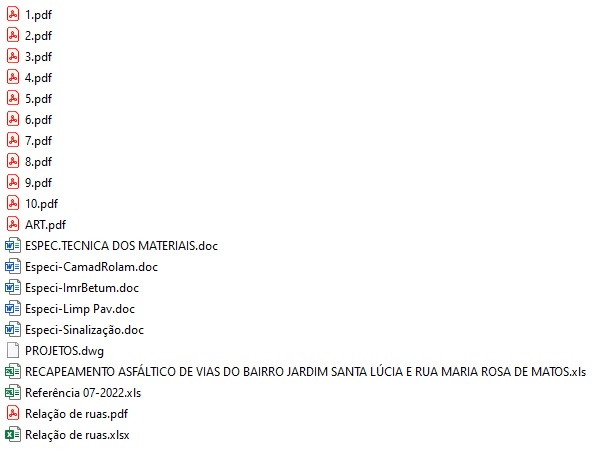 1.pdf
2.pdf
3.pdf
4.pdf
5.pdf
6.pdf
7.pdf
8.pdf
9.pdf
10.pdf
ART.pdf
ESPEC.TECNICA DOS MATERIAIS.doc
Especi-CamadRolam.doc
Especi-ImrBetum.doc
Especi-Limp Pav.doc
Especi-Sinalização.doc
PROJETOS.dwg
RECAPEAMENTO ASFÁLTICO DE VIAS DO BAIRRO JARDIM SANTA LÚCIA E RUA MARIA ROSA DE MATOS.xls
Referência 07-2022.xls
Relação de ruas.pdf
Relação de ruas.xlsx